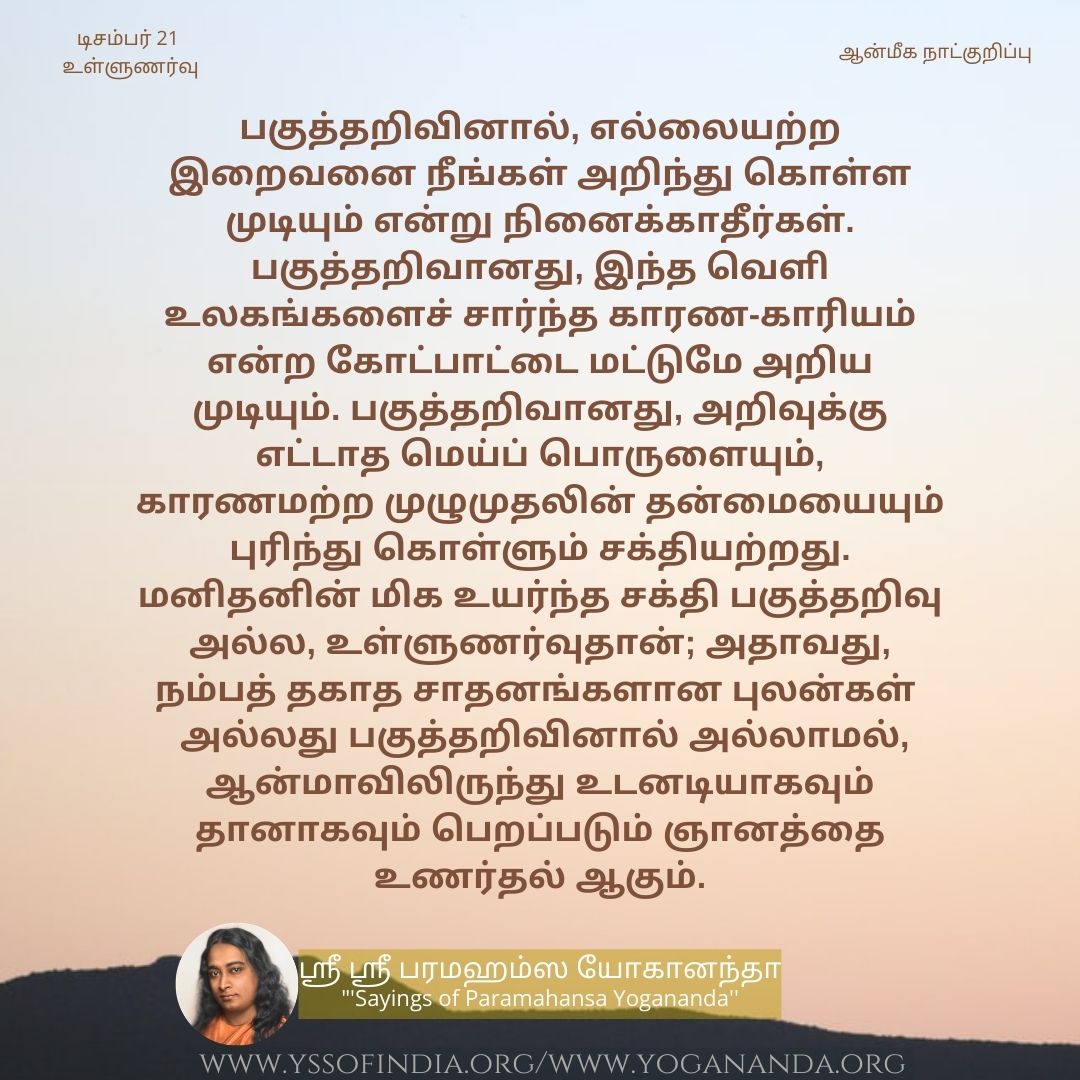 டிசம்பர் 21
உள்ளுணர்வு
ஆன்மீக நாட்குறிப்பு
பகுத்தறிவினால், எல்லையற்ற
இறைவனை நீங்கள் அறிந்து கொள்ள
முடியும் என்று நினைக்காதீர்கள்.
பகுத்தறிவானது, இந்த வெளி
உலகங்களைச் சார்ந்த காரண-காரியம்
என்ற கோட்பாட்டை மட்டுமே அறிய
முடியும். பகுத்தறிவானது, அறிவுக்கு
எட்டாத மெய்ப் பொருளையும்,
காரணமற்ற முழுமுதலின் தன்மையையும்
புரிந்து கொள்ளும் சக்தியற்றது.
மனிதனின் மிக உயர்ந்த சக்தி பகுத்தறிவு
அல்ல, உள்ளுணர்வுதான்; அதாவது,
நம்பத் தகாத சாதனங்களான புலன்கள்
அல்லது பகுத்தறிவினால் அல்லாமல்,
ஆன்மாவிலிருந்து உடனடியாகவும்
தானாகவும் பெறப்படும் ஞானத்தை
உணர்தல் ஆகும்.
ஸ்ரீ ஸ்ரீ பரமஹம்ஸ யோகானந்தா
"'Sayings of Paramahansa Yogananda''
WWW.YSSOFINDIA.ORG/WWW.YOGANANDA.ORG